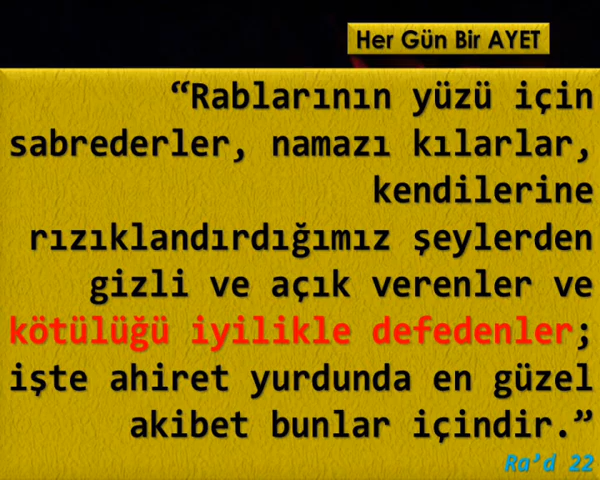 Her Gün Bir AYET
“Rablarının yüzü için
sabrederler, namazı kılarlar,
kendilerine
rızıklandırdığımız şeylerden
gizli ve açık verenler ve
kötülüğü iyilikle defedenler;
işte ahiret yurdunda en güzel
akibet bunlar içindir.”
Ra’d 22